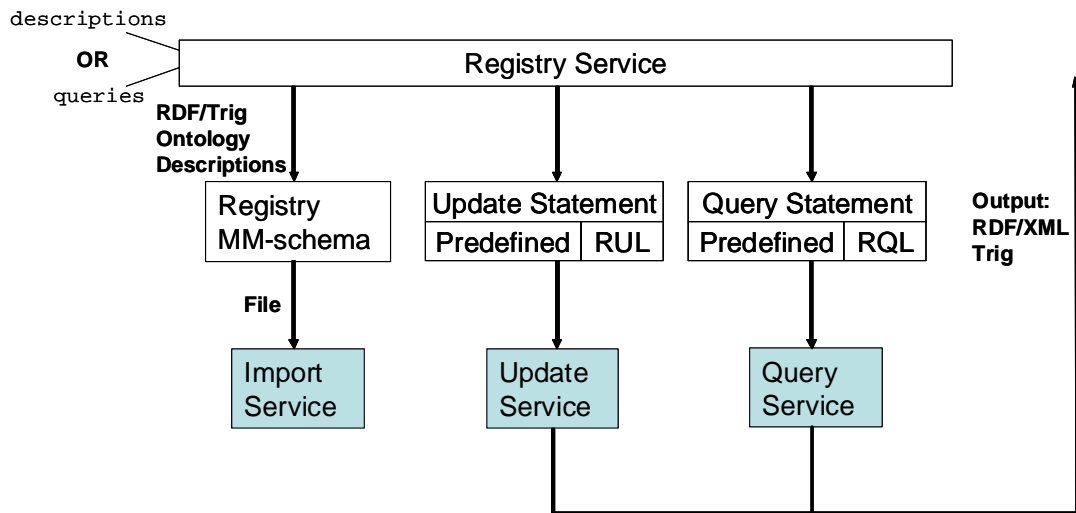 descriptions
OR
queries
Registry Service
RDF/Trig
Ontology
Descriptions
Registry
MM-schema
Update Statement
Predefined
RUL
Query Statement
Predefined
RQL
Output:
RDF/XML
Trig
File
Import
Service
Update
Service
Query
Service